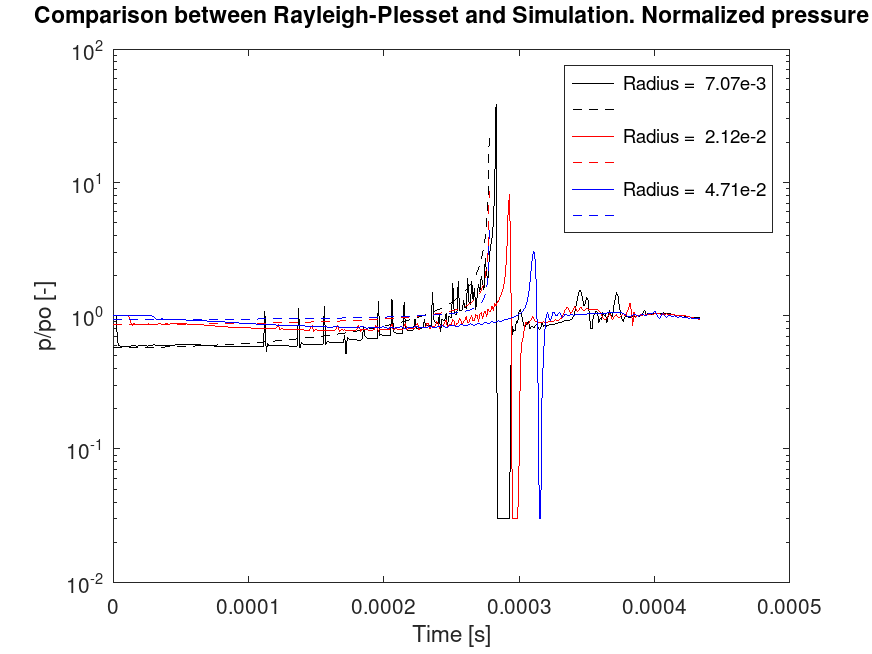 Comparison between Rayleigh-Plesset and Simulation. Normalized pressure
10^2
10^1
10^0
10^-1
10^-2
p/po [-]
Radius = 7.07e-3
Radius = 2.12e-2
Radius = 4.71e-2
0 0.0001 0.0002 0.0003 0.0004 0.0005
Time [s]